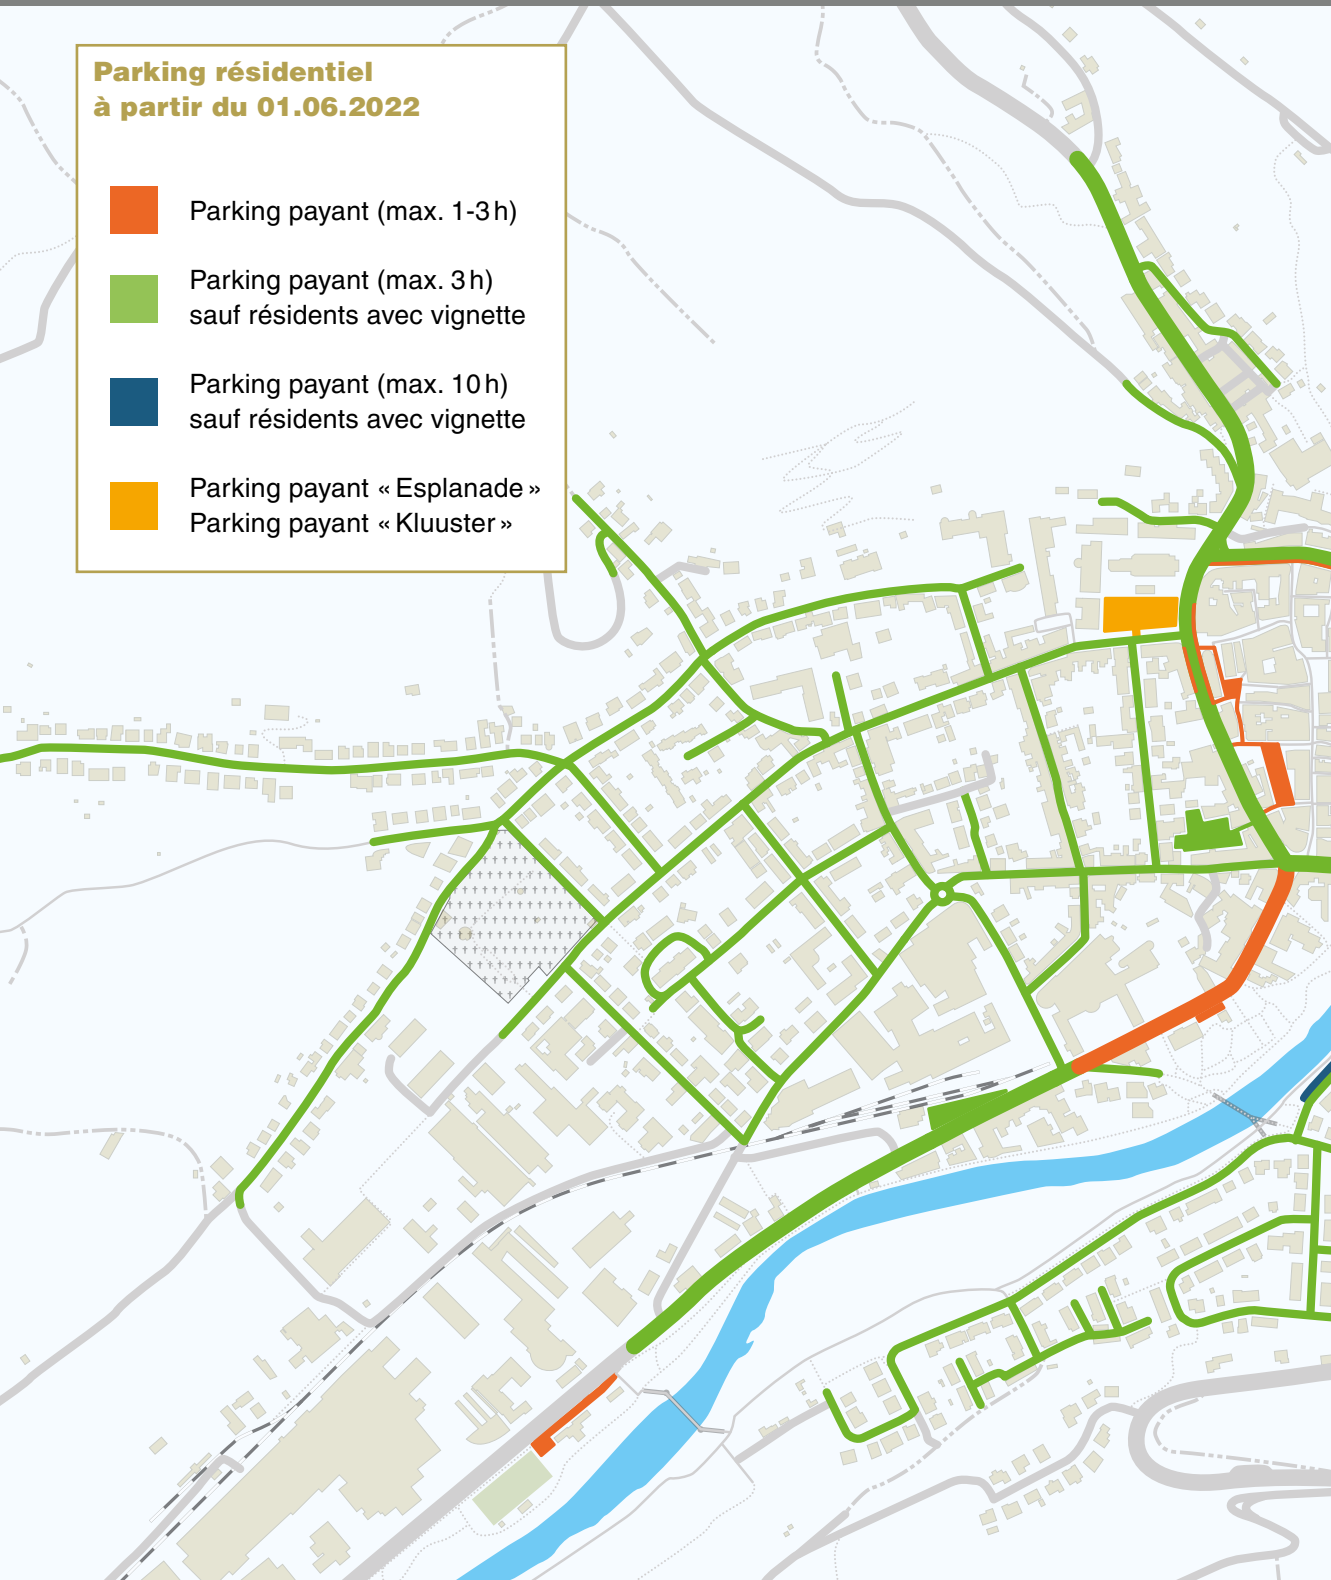 Parking résidentiel
à partir du 01.06.2022
Parking payant (max. 1-3 h)
Parking payant (max. 3 h)
sauf résidents avec vignette
Parking payant (max. 10 h)
sauf résidents avec vignette
Parking payant « Esplanade »
Parking payant « Kluuster »